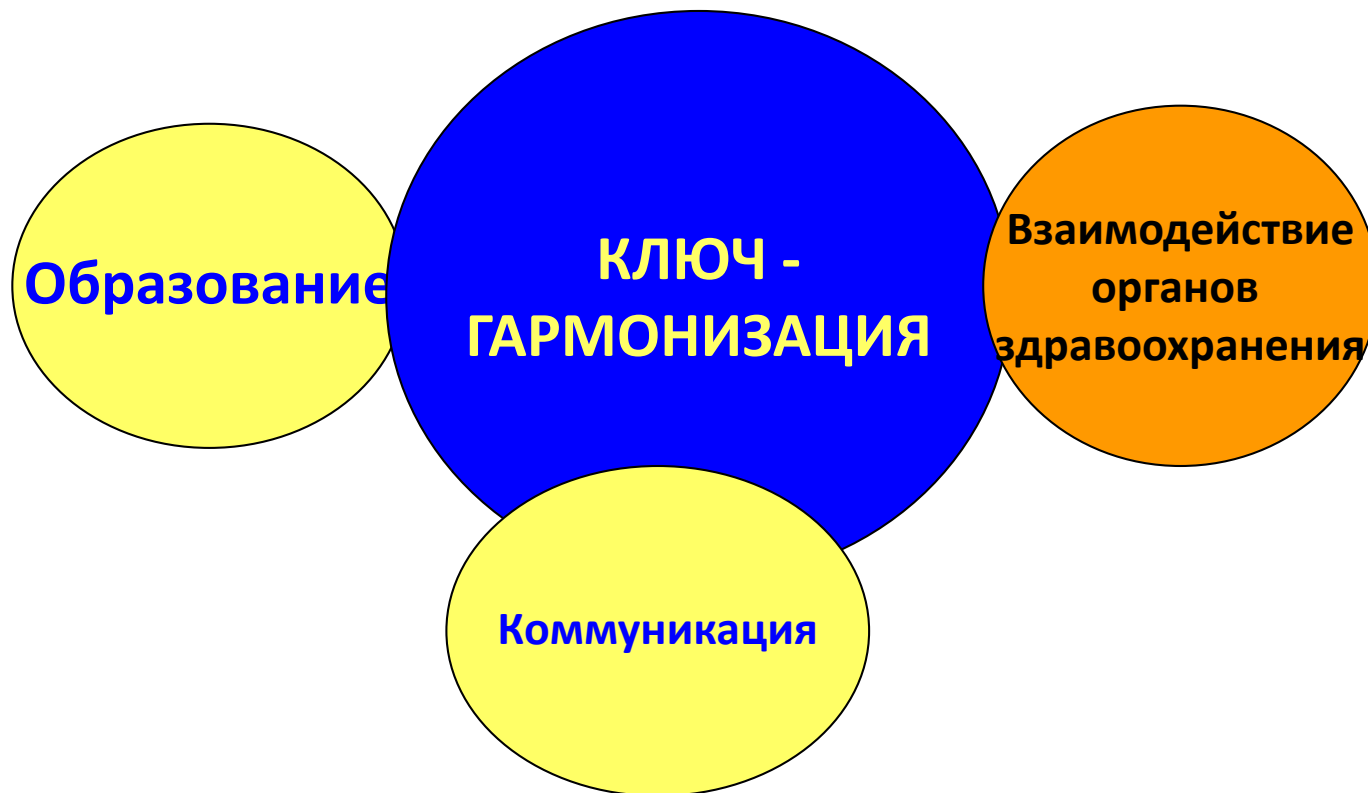 Образование
КЛЮЧ -
ГАРМОНИЗАЦИЯ
Взаимодействие
органов
здравоохранения
Коммуникация